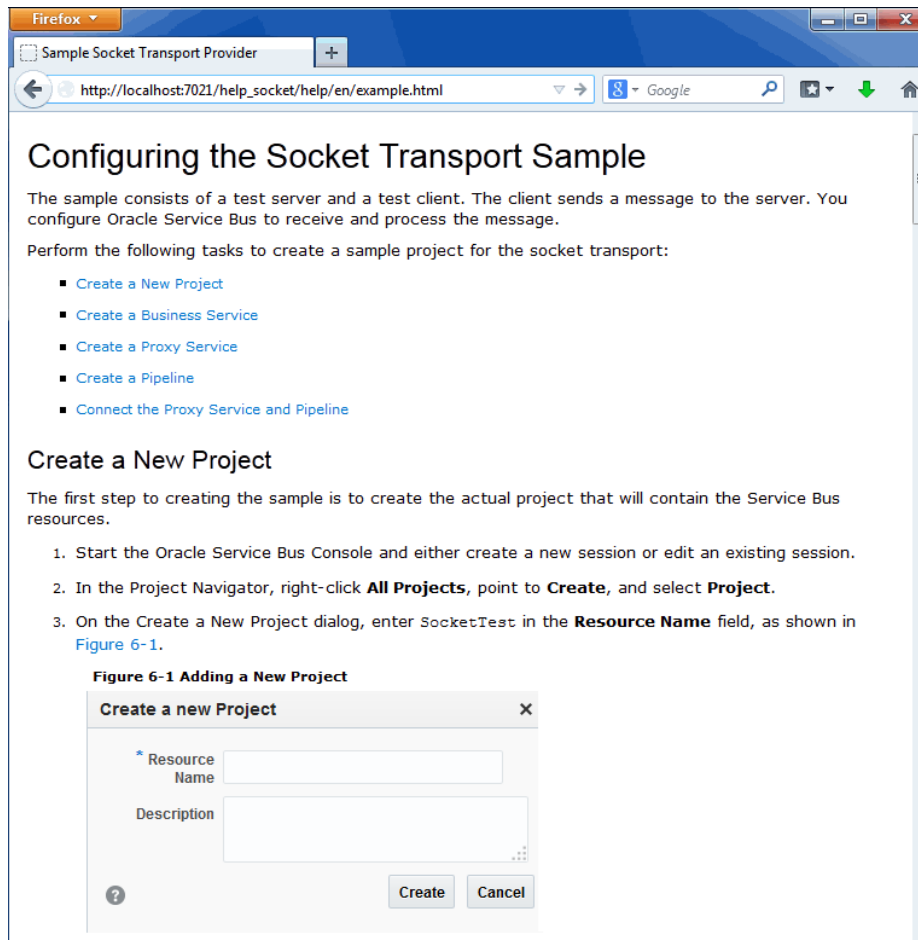 Firefox
Sample Socket Transport Provider
http://localhost:7021/help_socket/help/en/example.html
Google
Configuring the Socket Transport Sample
The sample consists of a test server and a test client. The client sends a message to the server. You
configure Oracle Service Bus to receive and process the message.
Perform the following tasks to create a sample project for the socket transport:
Create a New Project
Create a Business Service
Create a Proxy Service
Create a Pipeline
Connect the Proxy Service and Pipeline
Create a New Project
The first step to creating the sample is to create the actual project that will contain the Service Bus
resources.
1. Start the Oracle Service Bus Console and either create a new session or edit an existing session.
2. In the Project Navigator, right-click All Projects, point to Create, and select Project.
3. On the Create a New Project dialog, enter SocketTest in the Resource Name field, as shown in
Figure 6-1.
Figure 6-1 Adding a New Project
Create a new Project
* Resource
Name
Description
Create Cancel